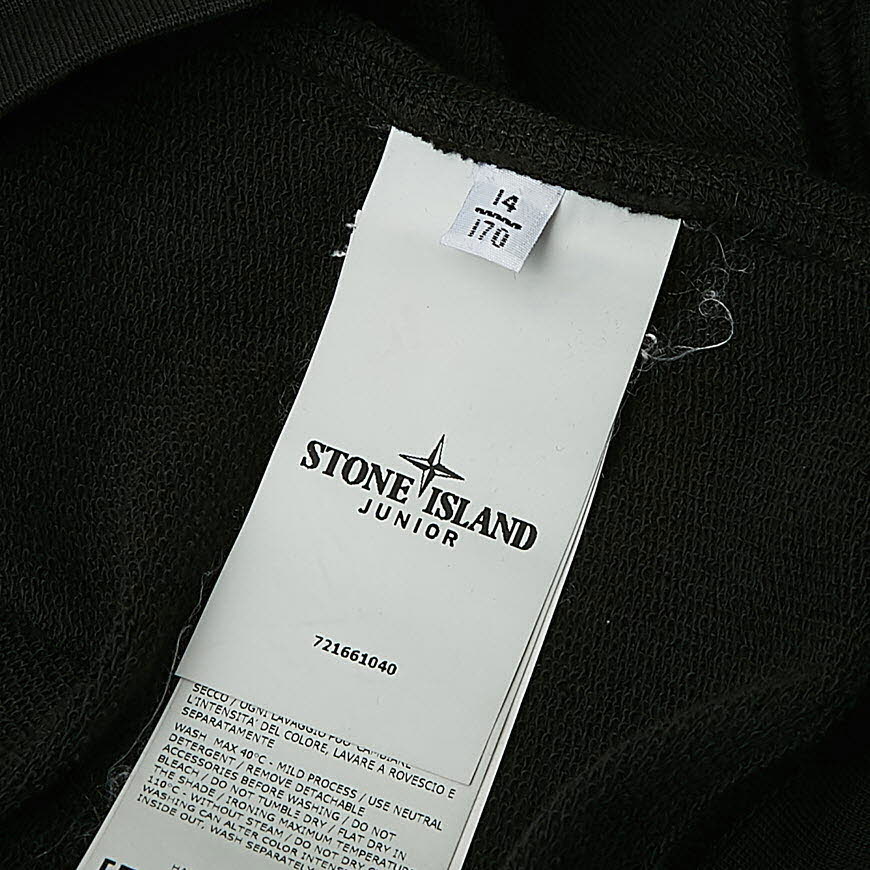 14
170
STONE ISLAND
JUNIOR
721661040
SECCO / OGNI LAVAGGIO PUO' CAMBIARE
L'INTENSITA' DEL COLORE, LAVARE A ROVESCIO E
SEPARATAMENTE
WASH MAX 40°C - MILD PROCESS / USE NEUTRAL
DETERGENT / REMOVE DETACHABLE
ACCESSORIES BEFORE WASHING / DO NOT
BLEACH / DO NOT TUMBLE DRY / FLAT DRY IN
THE SHADE / IRONING MAXIMUM TEMPERATURE
110°C - WITHOUT STEAM / DO NOT DRY
WASHING CAN ALTER COLOR
INSIDE OUT, WASH SEPARATELY